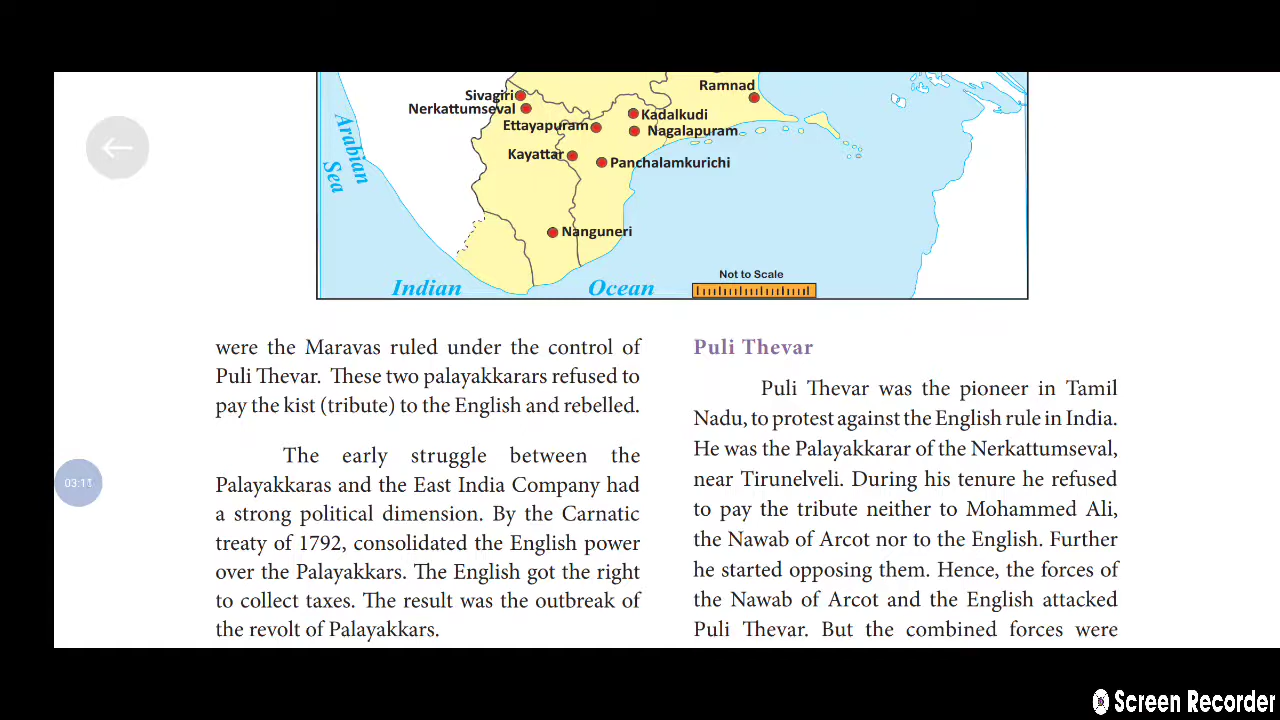 Ramnad
Sivagiri
Nerkattumseval
Kadalkudi
Ettayapuram
Nagalapuram
Arabian
Sea
Kayattar
Panchalamkurichi
Nanguneri
Not to Scale
Indian Ocean
were the Maravas ruled under the control of
Puli Thevar. These two palayakkarars refused to
pay the kist (tribute) to the English and rebelled.
The early struggle between the
Palayakkaras and the East India Company had
a strong political dimension. By the Carnatic
treaty of 1792, consolidated the English power
over the Palayakkars. The English got the right
to collect taxes. The result was the outbreak of
the revolt of Palayakkars.
Puli Thevar
Puli Thevar was the pioneer in Tamil
Nadu, to protest against the English rule in India.
He was the Palayakkarar of the Nerkattumseval,
near Tirunelveli. During his tenure he refused
to pay the tribute neither to Mohammed Ali,
the Nawab of Arcot nor to the English. Further
he started opposing them. Hence, the forces of
the Nawab of Arcot and the English attacked
Puli Thevar. But the combined forces were
03:11
Screen Recorder